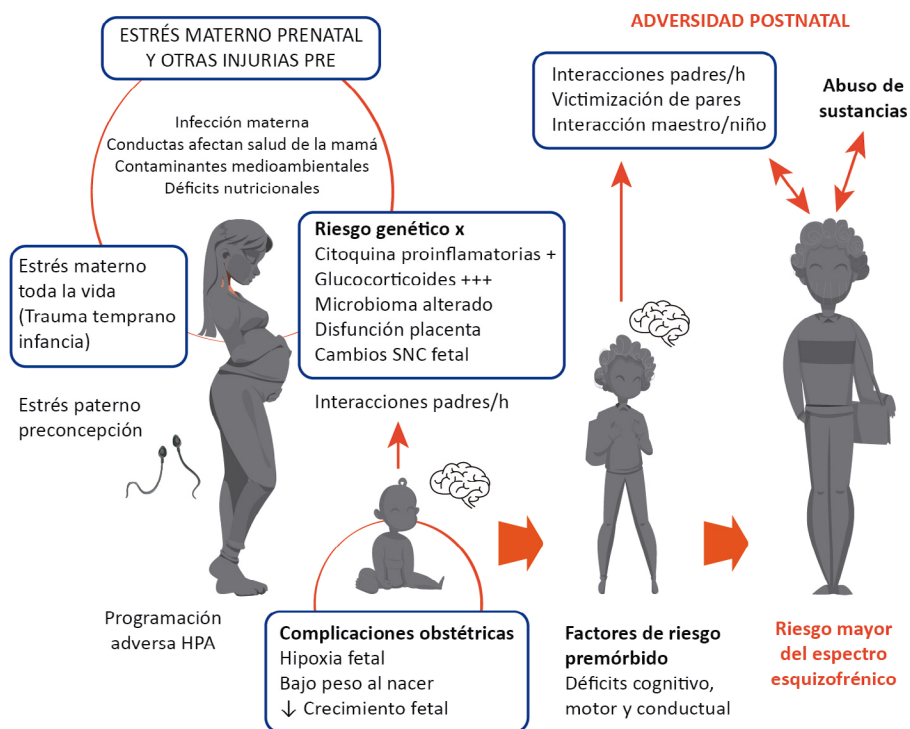 ADVERSIDAD POSTNATAL
ESTRÉS MATERNO PRENATAL
Y OTRAS INJURIAS PRE
Infección materna
Conductas afectan salud de la mamá
Contaminantes medioambientales
Déficits nutricionales
Estrés materno
toda la vida
(Trauma temprano
infancia)
Riesgo genético x
Citoquina proinflamatorias +
Glucocorticoides +++
Microbioma alterado
Disfunción placenta
Cambios SNC fetal
Interacciones padres/h
Victimización de pares
Interacción maestro/niño
Abuso de
sustancias
Estrés paterno
preconcepción
Interacciones padres/h
Programación
adversa HPA
Complicaciones obstétricas
Hipoxia fetal
Bajo peso al nacer
↓ Crecimiento fetal
Factores de riesgo
premórbido
Déficits cognitivo,
motor y conductual
Riesgo mayor
del espectro
esquizofrénico